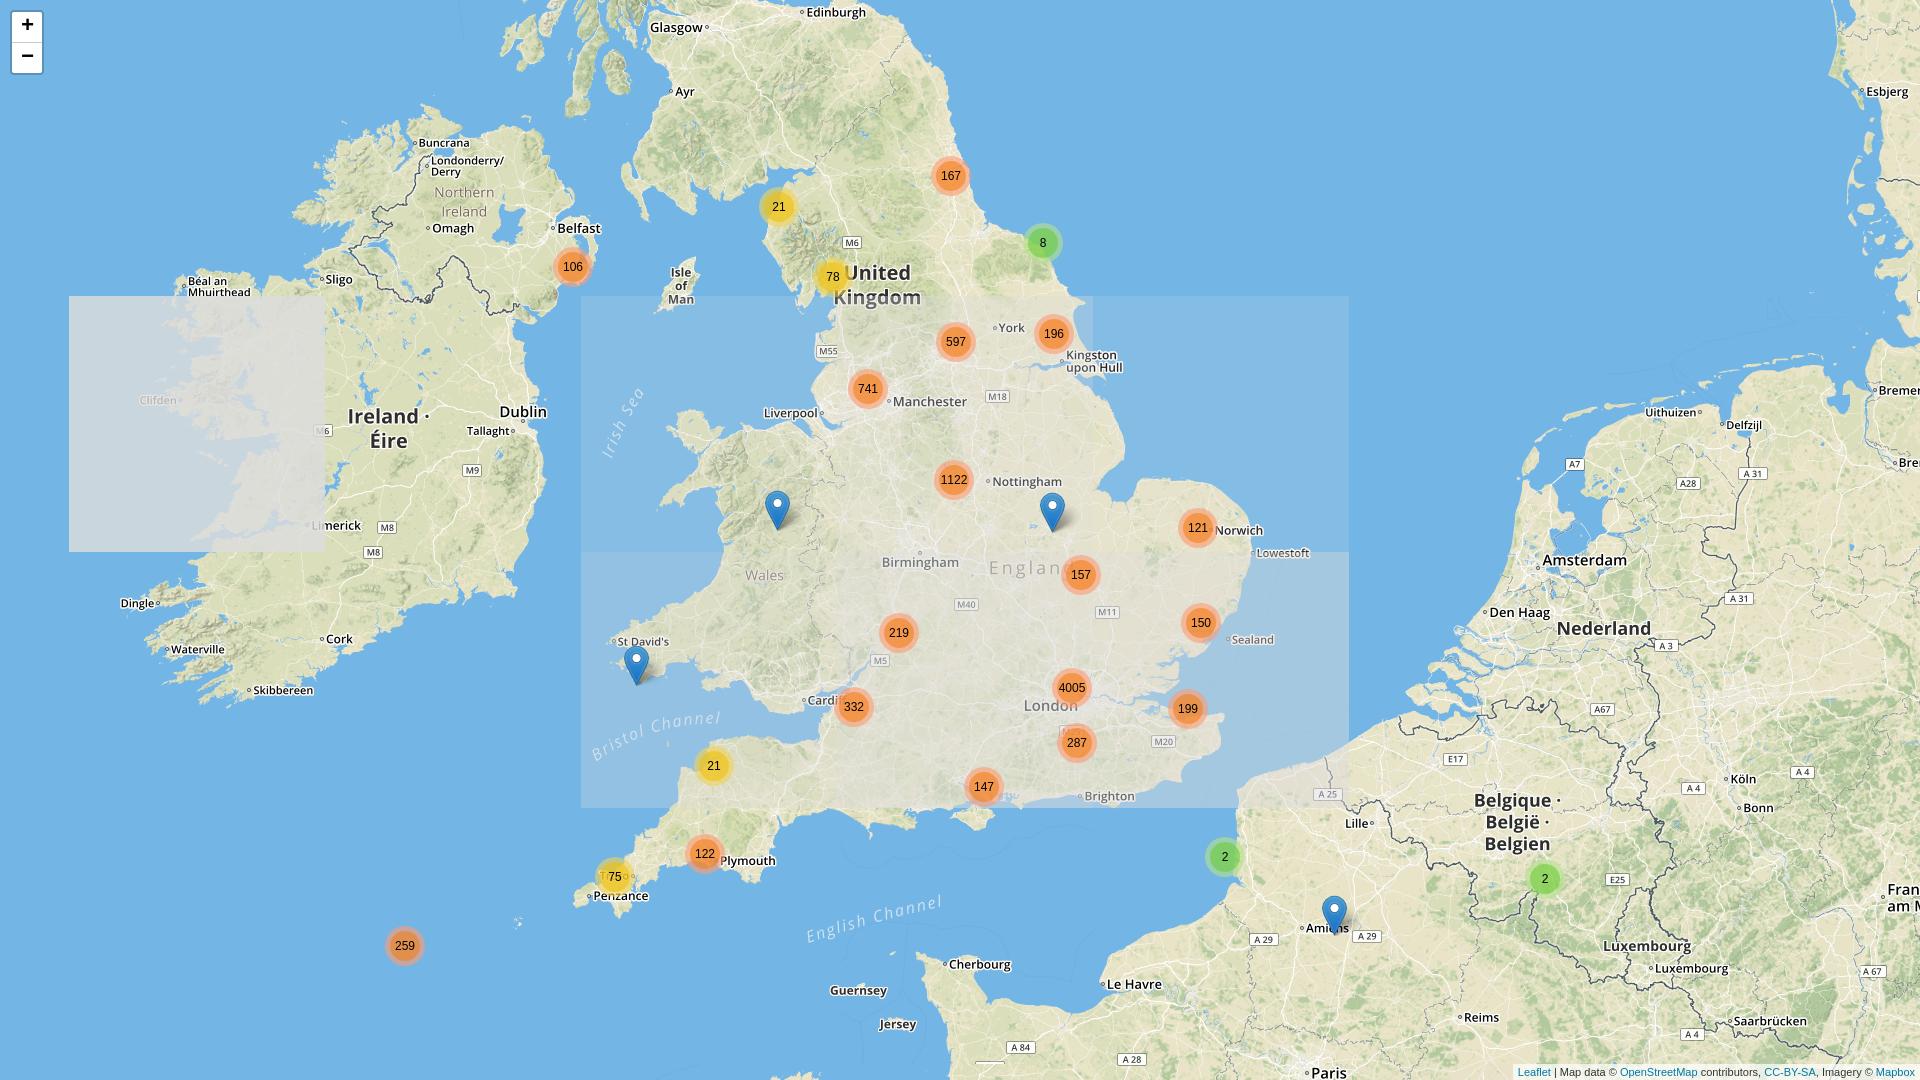 +
−
Edinburgh
Glasgow
Ayr
Esbjerg
Buncrana
Londonderry/
Derry
Northern
Ireland
Omagh
Belfast
167
21
M6
8
106
78
Isle
of
Man
United
Kingdom
Sligo
Béal an
Mhuirthead
York
196
597
M55
Kingston
upon Hull
741
Manchester
M18
Liverpool
Irish Sea
Clifden
M6
Ireland ·
Éire
Dublin
Tallaght
M9
Bremen
Uithuizen
Delfzijl
A7
A 31
A28
1122
Nottingham
Limerick
M8
M8
121
Norwich
Lowestoft
Birmingham
Wales
157
Amsterdam
Dingle
M40
M11
A 31
Den Haag
Nederland
219
150
Sealand
Cork
St David's
Waterville
M5
A 3
Skibbereen
4005
London
Cardiff
332
199
A67
Bristol Channel
287
M20
E17
21
147
Brighton
A 25
A 4
Köln
A 4
Bonn
Belgique ·
België ·
Belgien
Lille
122
Plymouth
2
75
Penzance
2
E25
English Channel
259
Amiens
A 29
A 29
Luxembourg
Luxembourg
A 67
Cherbourg
Le Havre
Guernsey
Jersey
Reims
Saarbrücken
A 4
A 84
A 28
Paris
Leaflet | Map data © OpenStreetMap contributors, CC-BY-SA, Imagery © Mapbox